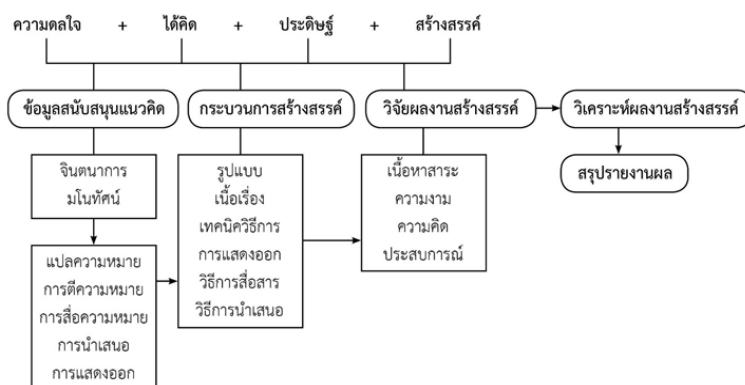 ความดลใจ + ได้คิด + ประดิษฐ์ + สร้างสรรค์
ข้อมูลสนับสนุนแนวคิด
กระบวนการสร้างสรรค์
วิจัยผลงานสร้างสรรค์
วิเคราะห์ผลงานสร้างสรรค์
สรุปรายงานผล
จินตนาการ
มโนทัศน์
แปลความหมาย
การตีความหมาย
การสื่อความหมาย
การนำเสนอ
การแสดงออก
รูปแบบ
เนื้อเรื่อง
เทคนิควิธีการ
การแสดงออก
วิธีการสื่อสาร
วิธีการนำเสนอ
เนื้อหาสาระ
ความงาม
ความคิด
ประสบการณ์